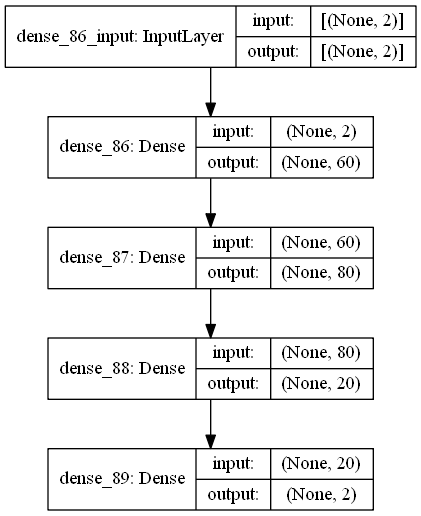 dense_86_input: InputLayer
input:
[(None, 2)]
output:
[(None, 2)]
dense_86: Dense
input:
(None, 2)
output:
(None, 60)
dense_87: Dense
input:
(None, 60)
output:
(None, 80)
dense_88: Dense
input:
(None, 80)
output:
(None, 20)
dense_89: Dense
input:
(None, 20)
output:
(None, 2)